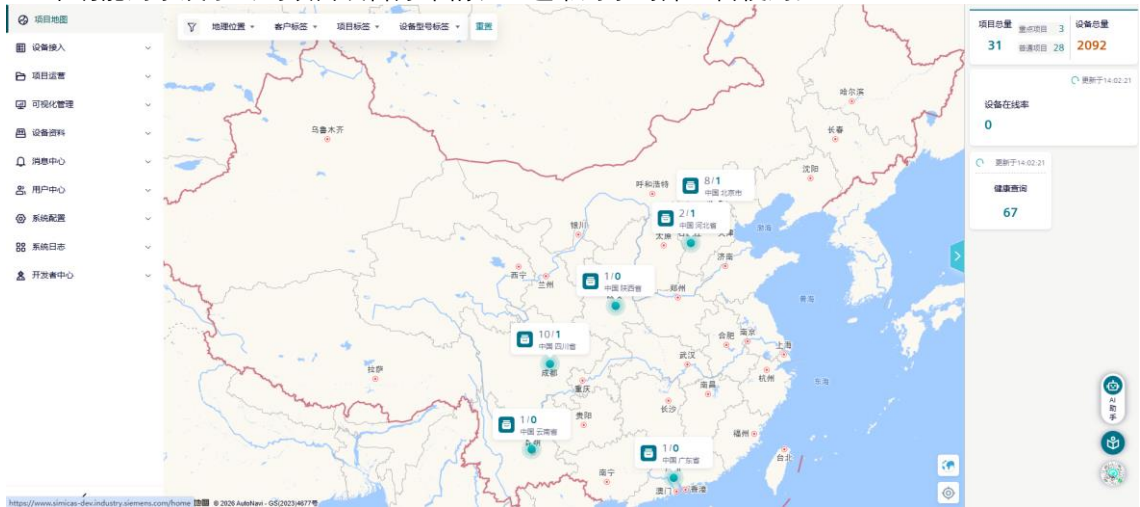 项目地图
设备接入
项目运营
可视化管理
设备资料
消息中心
用户中心
系统配置
系统日志
开发者中心
地理位置 客户标签 项目标签 设备型号标签 重置
哈尔滨
长春
乌鲁木齐
沈阳
呼和浩特
8/1
中国 北京市
2/1
中国 河北省
银川
太原
天津
渤海
济南
西宁
兰州
1/0
中国 陕西省
郑州
黄海
10/1
中国 四川省
成都
合肥
南京
上海
武汉
拉萨
重庆
杭州
南昌
东海
长沙
贵阳
1/0
中国 云南省
福州
台北
1/0
中国 广东省
南宁
澳门
香港
项目总量 重点项目 3 设备总量
31 普通项目 28 2092
更新于14:02:21
设备在线率
0
更新于14:02:21
健康查询
67
AI
助
手
https://www.simicas-dev.industry.siemens.com/home
© 2026 AutoNavi - GS(2023)4677号